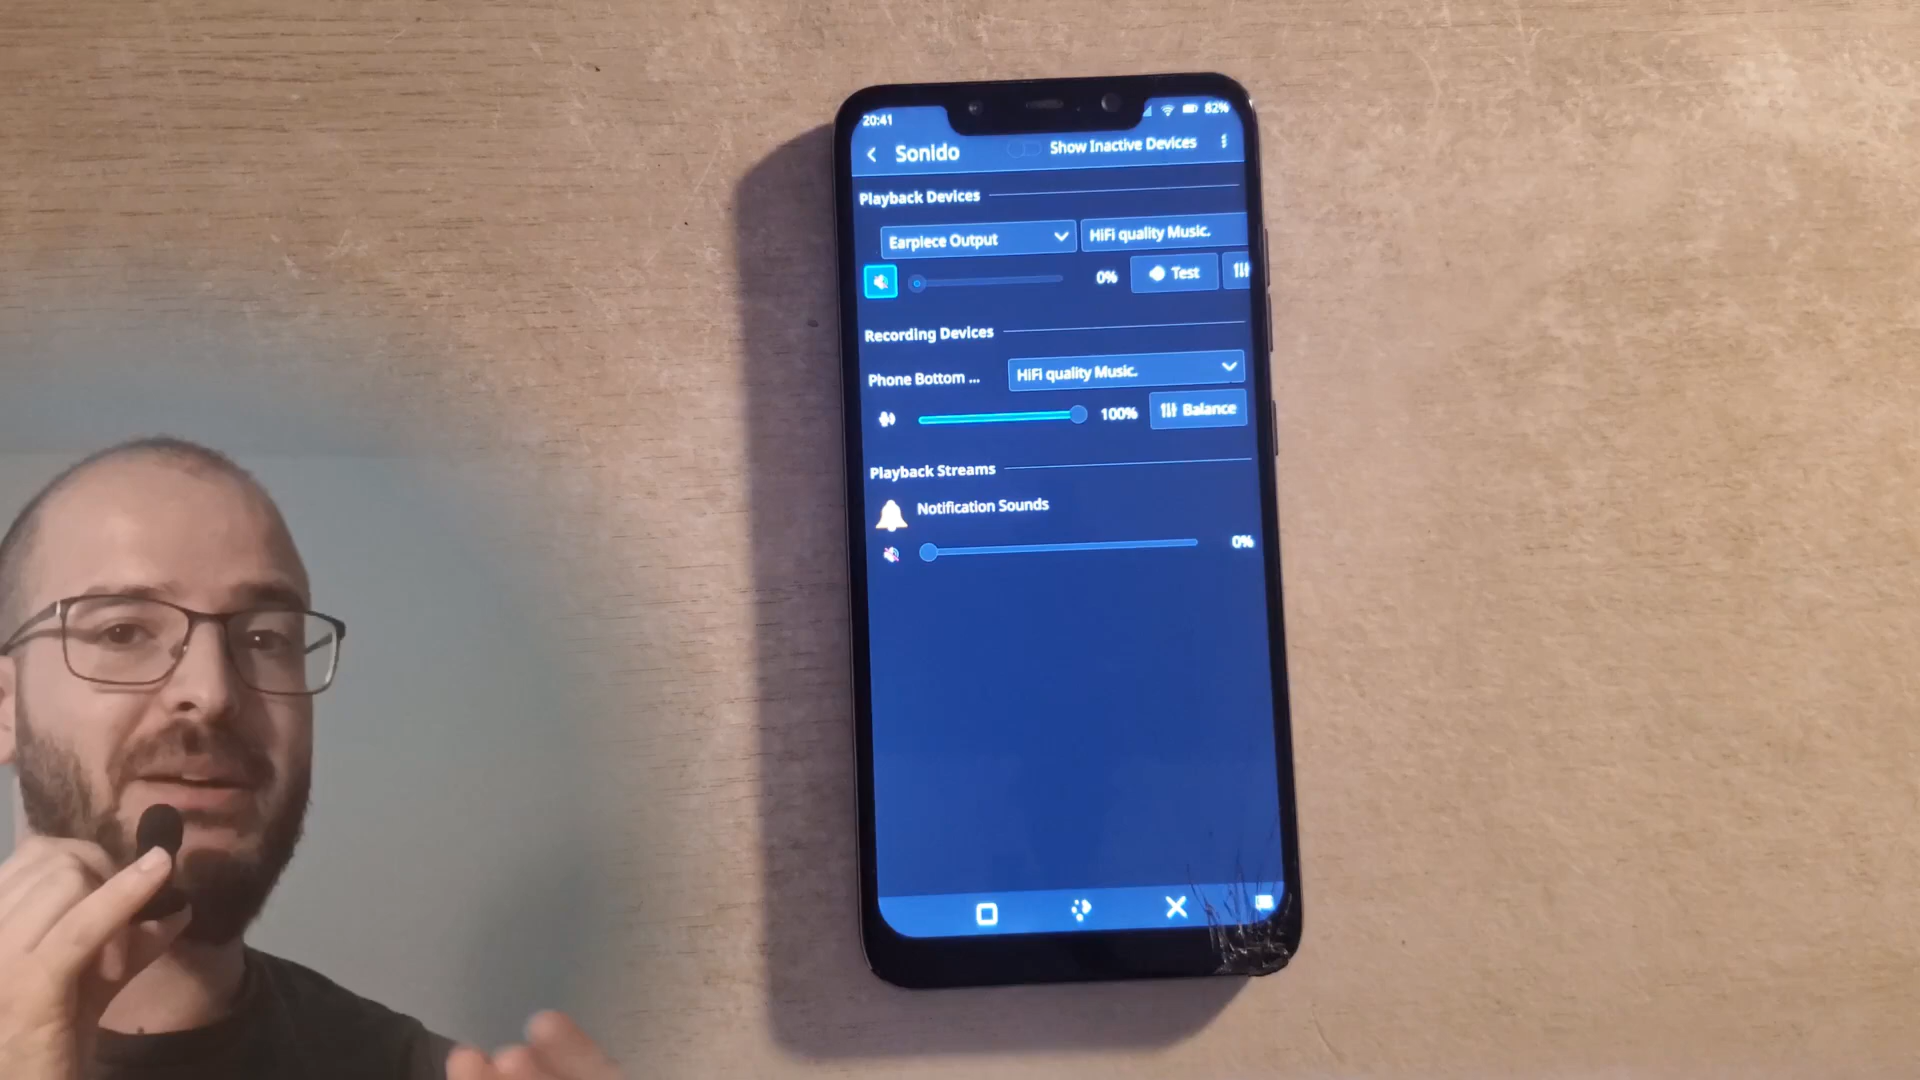 20:41
82%
Sonido
Show Inactive Devices
Playback Devices
Earpiece Output
HiFi quality Music.
0%
Test
Recording Devices
Phone Bottom ...
HiFi quality Music.
100%
Balance
Playback Streams
Notification Sounds
0%